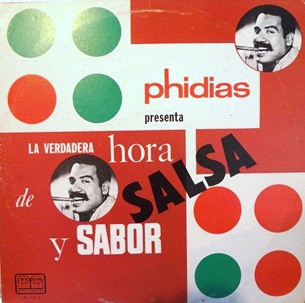 phidias
presenta
LA VERDADERA hora
de SALSA
y SABOR